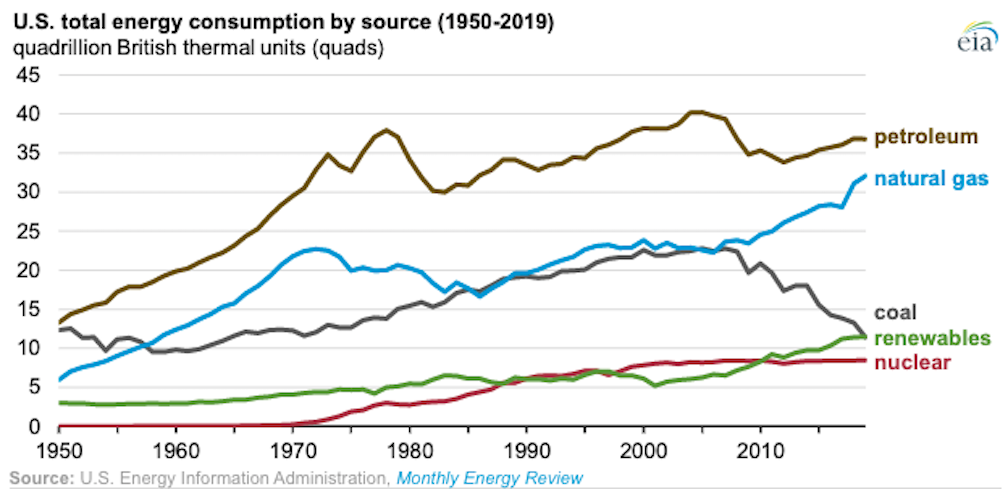 U.S. total energy consumption by source (1950-2019)
quadrillion British thermal units (quads)
eia
45
40
35
30
25
20
15
10
5
0
petroleum
natural gas
coal
renewables
nuclear
1950 1960 1970 1980 1990 2000 2010
Source: U.S. Energy Information Administration, Monthly Energy Review